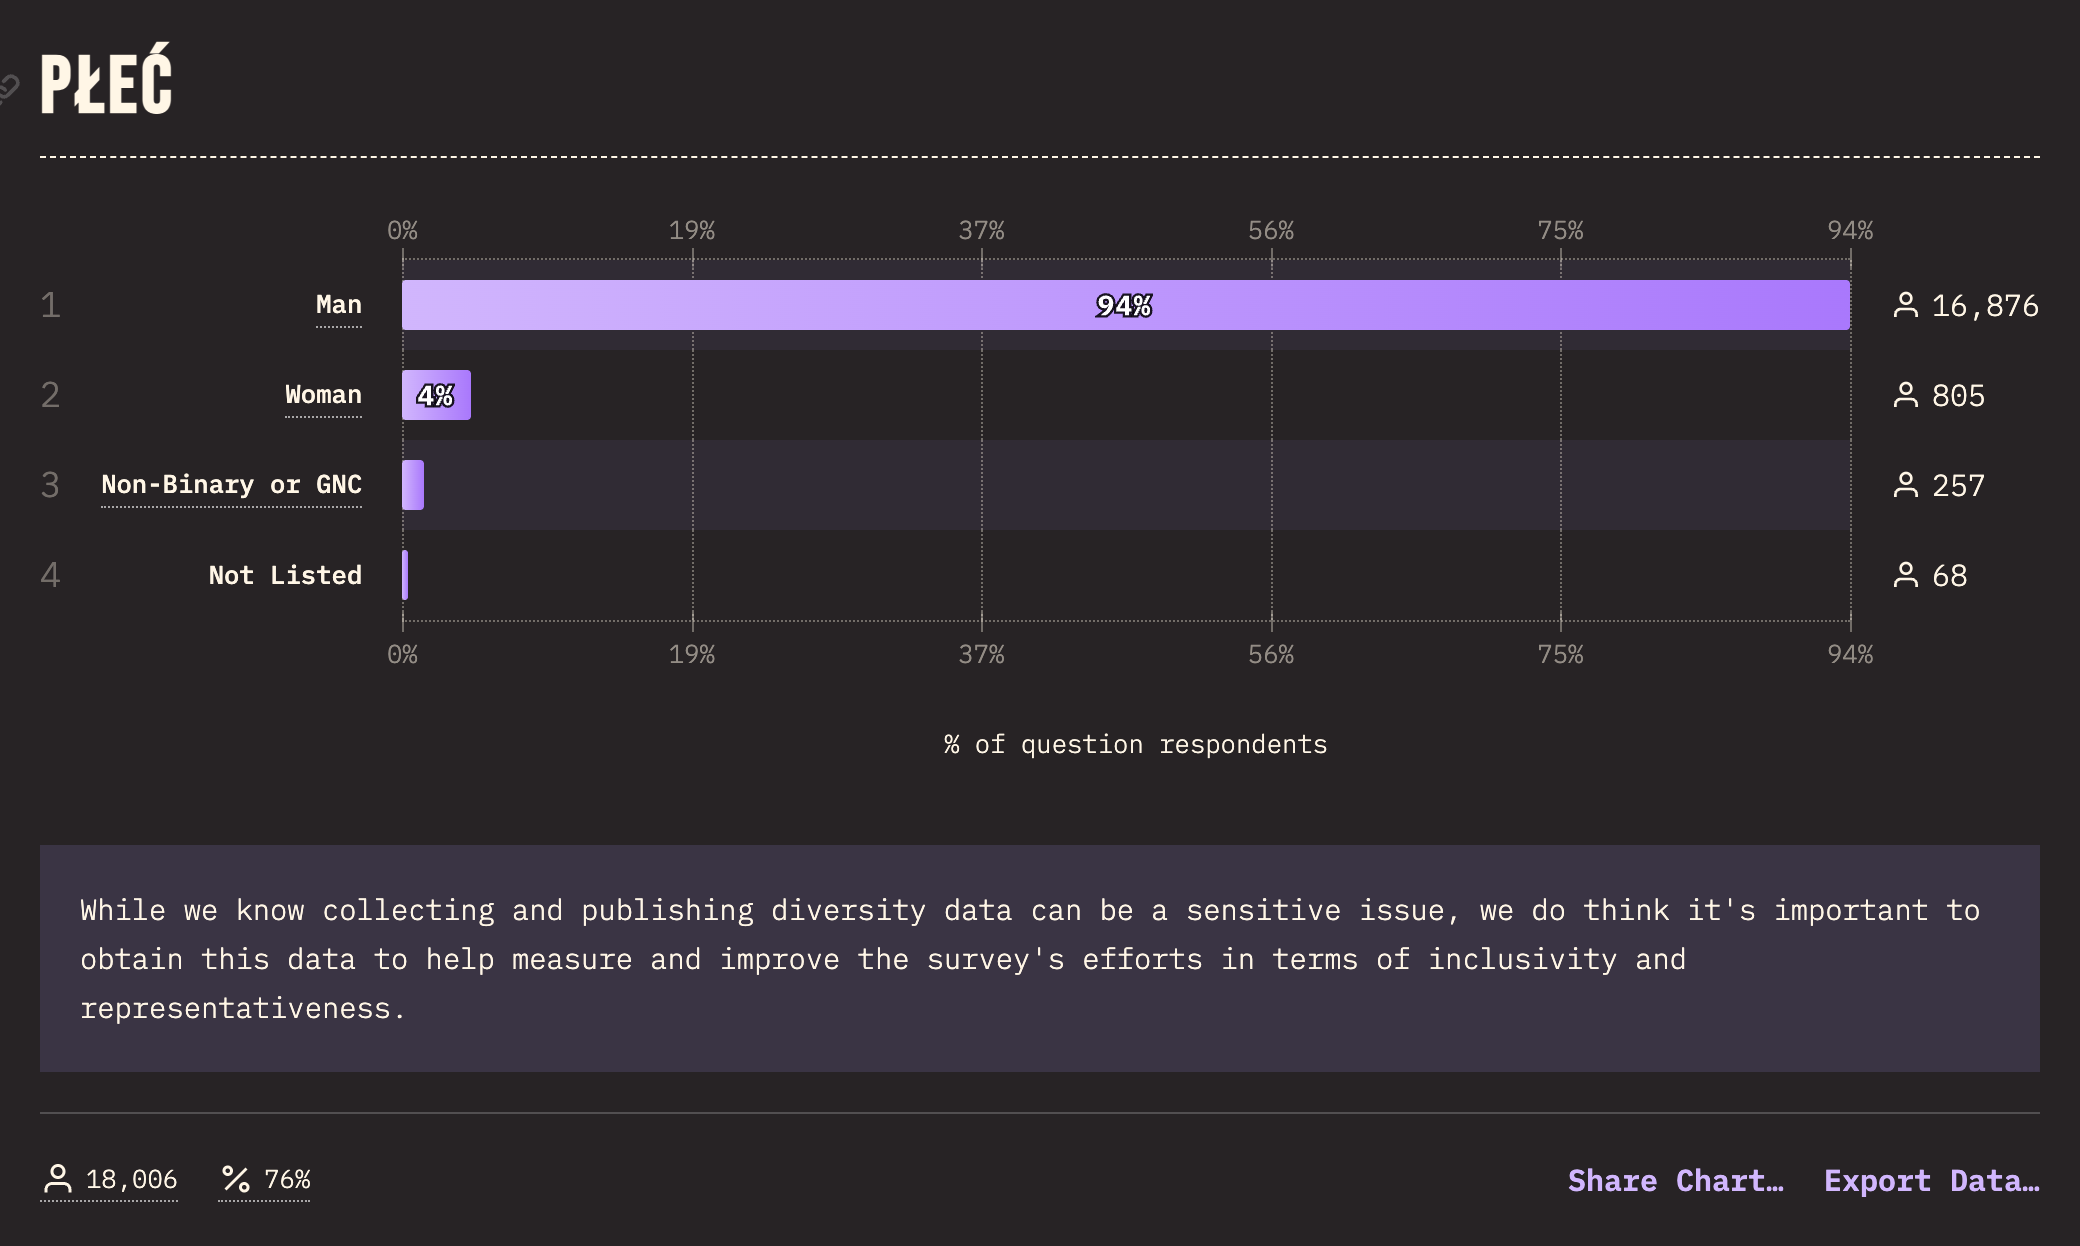 PŁEĆ
0% 19% 37% 56% 75% 94%
1 Man 94% 16,876
2 Woman 4% 805
3 Non-Binary or GNC 257
4 Not Listed 68
0% 19% 37% 56% 75% 94%
% of question respondents
While we know collecting and publishing diversity data can be a sensitive issue, we do think it's important to
obtain this data to help measure and improve the survey's efforts in terms of inclusivity and
representativeness.
18,006 % 76% Share Chart… Export Data…